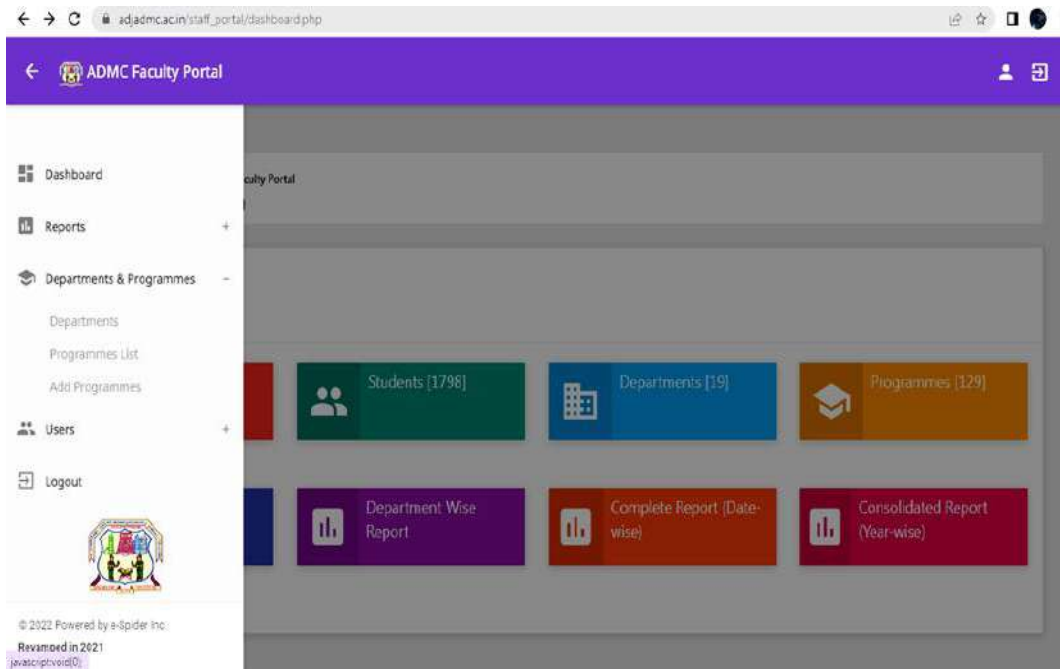 adjadmc.ac.in/staff_portal/dashboard.php
ADMC Faculty Portal
Dashboard
culty Portal
Reports +
Departments & Programmes -
Departments
Programmes List
Add Programmes
Students [1798]
Departments [19]
Programmes [129]
Users +
Logout
Department Wise
Report
Complete Report (Date-
wise)
Consolidated Report
(Year-wise)
© 2022 Powered by e-Spider Inc
Revamped in 2021
javascript:void(0);